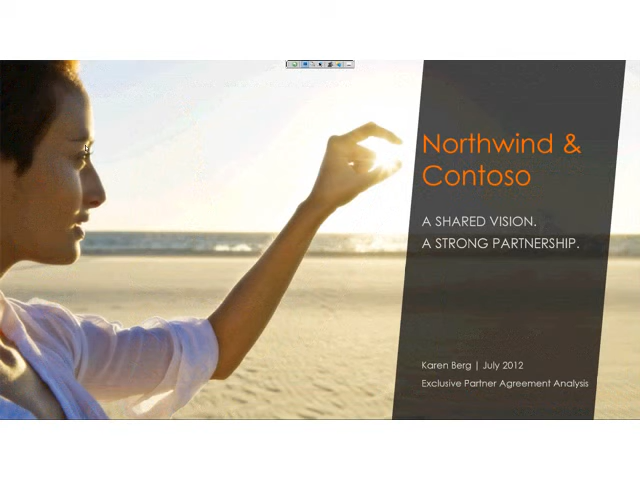 Northwind &
Contoso
A SHARED VISION.
A STRONG PARTNERSHIP.
Karen Berg | July 2012
Exclusive Partner Agreement Analysis